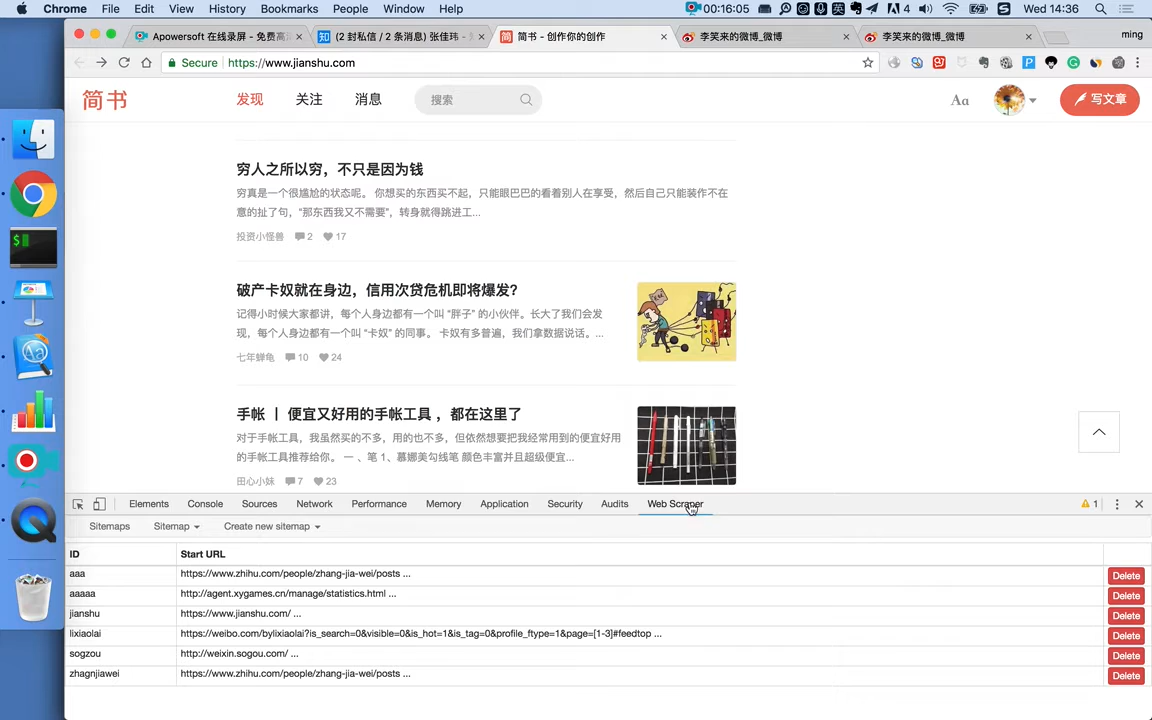 Chrome File Edit View History Bookmarks People Window Help 00:16:05 英 A 4 Wed 14:36
Apowersoft 在线录屏 - 免费高清
(2 封私信 / 2 条消息) 张佳玮 -
简书 - 创作你的创作
李笑来的微博_微博
李笑来的微博_微博
ming
Secure https://www.jianshu.com
简书 发现 关注 消息 搜索 Aa 写文章
穷人之所以穷，不只是因为钱
穷真是一个很尴尬的状态呢。 你想买的东西买不起，只能眼巴巴的看着别人在享受，然后自己只能装作不在
意的扯了句，“那东西我又不需要”，转身就得跳进工...
投资小怪兽 2 17
破产卡奴就在身边，信用次贷危机即将爆发?
记得小时候大家都讲，每个人身边都有一个叫 “胖子” 的小伙伴。长大了我们会发
现，每个人身边都有一个叫 “卡奴” 的同事。 卡奴有多普遍，我们拿数据说话。...
七年蝉龟 10 24
手帐 丨 便宜又好用的手帐工具 ，都在这里了
对于手帐工具，我虽然买的不多，用的也不多，但依然想要把我经常用到的便宜好用
的手帐工具推荐给你。 一 、笔 1、慕娜美勾线笔 颜色丰富并且超级便宜...
田心小妹 7 23
Elements Console Sources Network Performance Memory Application Security Audits Web Scraper 1
Sitemaps Sitemap Create new sitemap
ID Start URL
aaa https://www.zhihu.com/people/zhang-jia-wei/posts ... Delete
aaaaa http://agent.xygames.cn/manage/statistics.html ... Delete
jianshu https://www.jianshu.com/ ... Delete
lixiaolai https://weibo.com/bylixiaolai?is_search=0&visible=0&is_hot=1&is_tag=0&profile_ftype=1&page=[1-3]#feedtop ... Delete
sogzou http://weixin.sogou.com/ ... Delete
zhagnjiawei https://www.zhihu.com/people/zhang-jia-wei/posts ... Delete